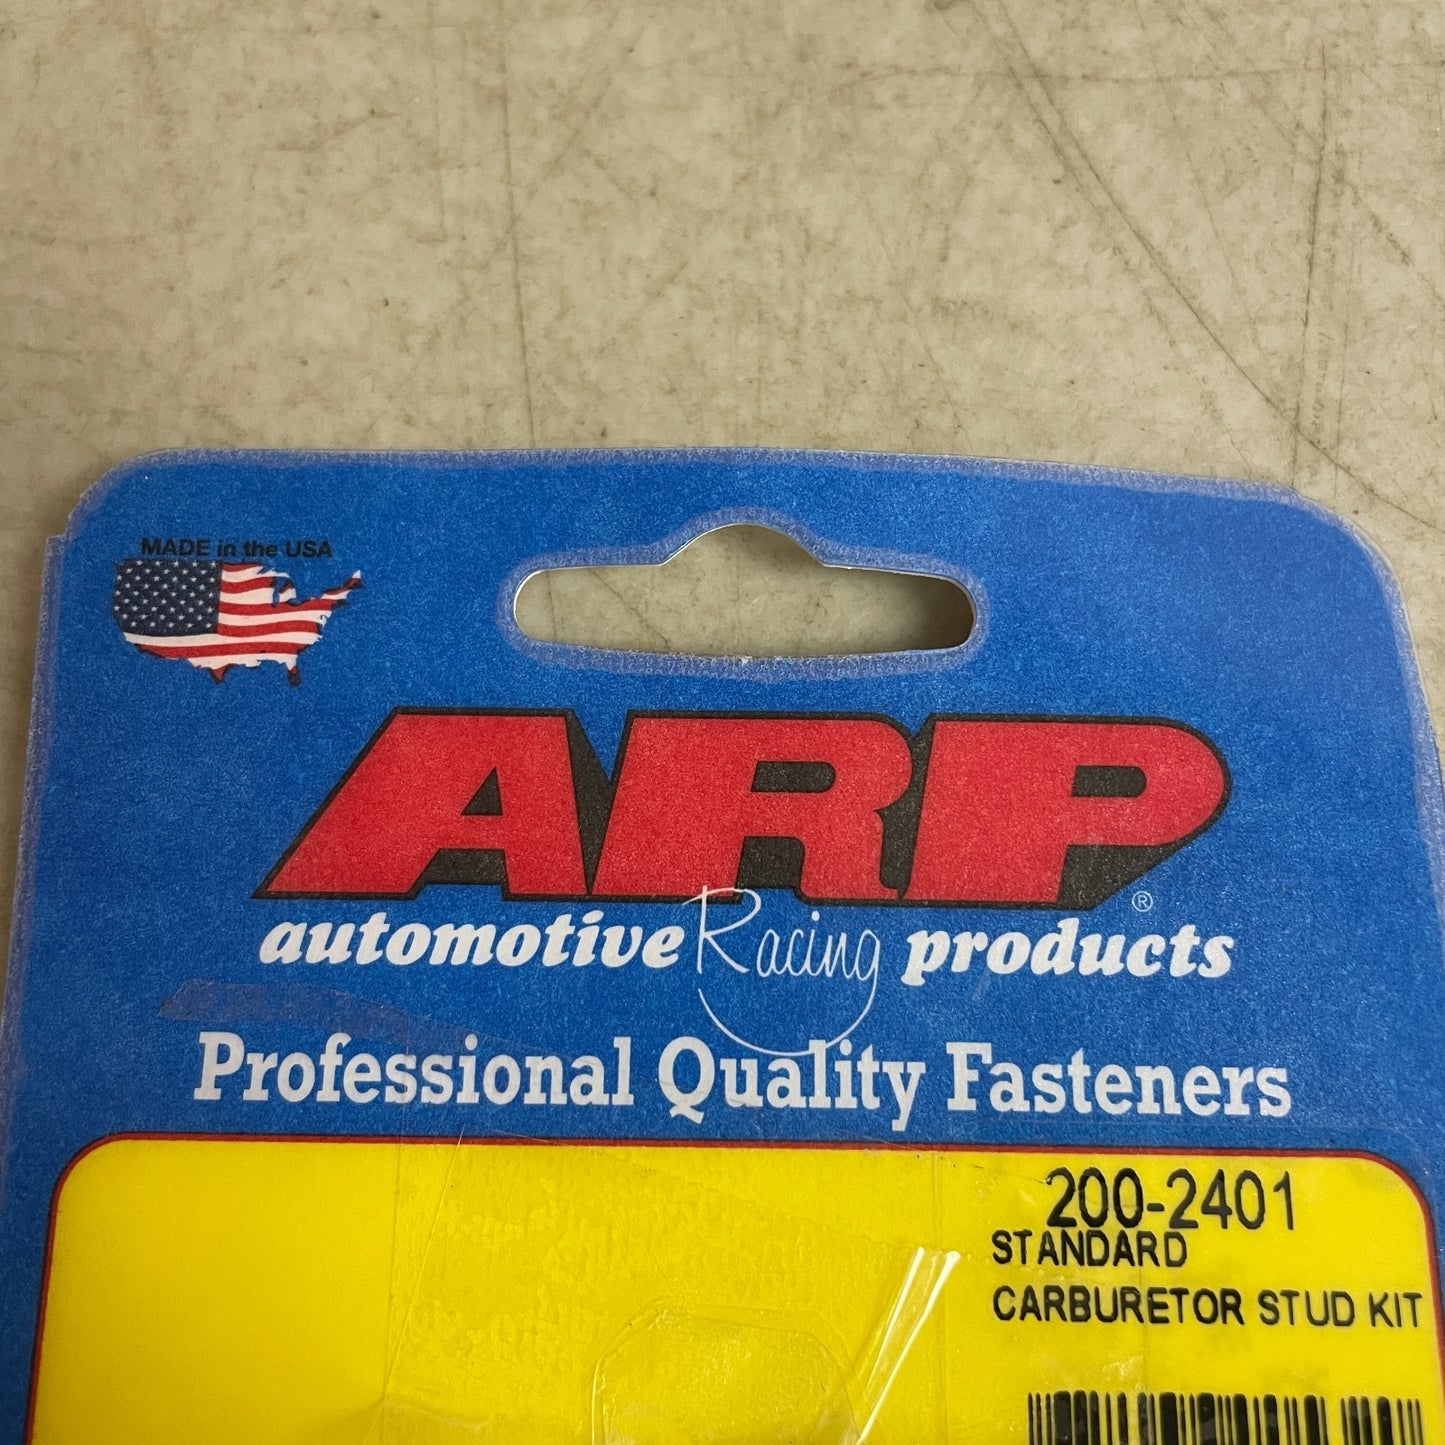 MADE in the USA
ARP®
automotive Racing products
Professional Quality Fasteners
200-2401
STANDARD
CARBURETOR STUD KIT